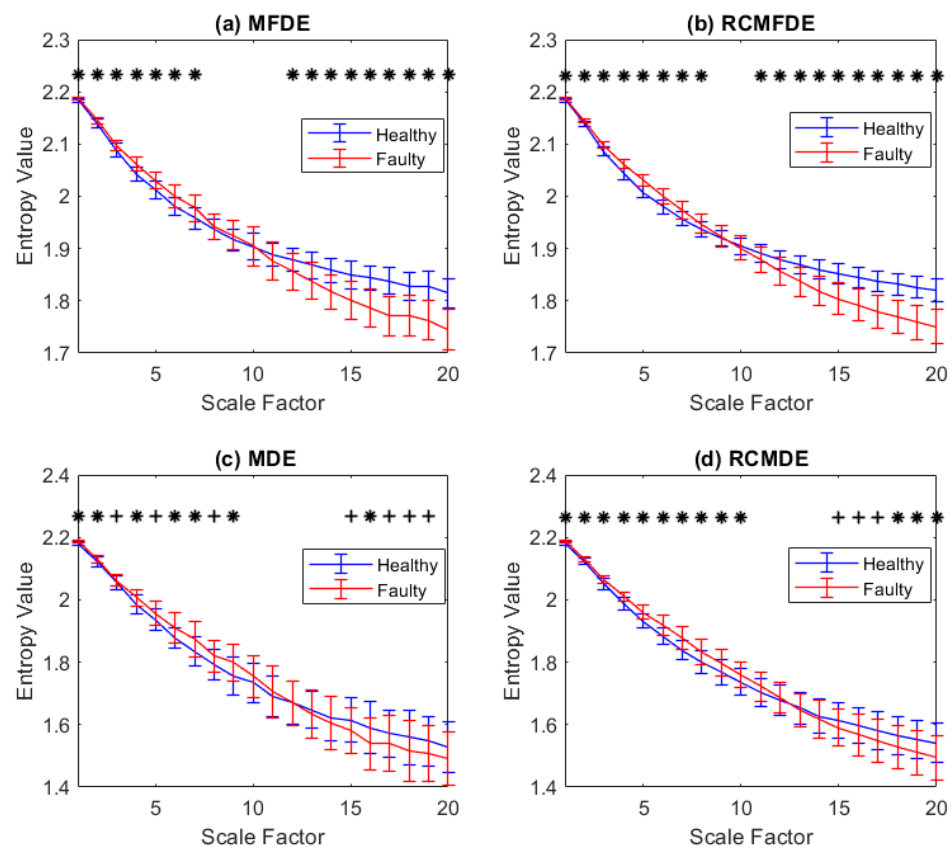 (a) MFDE
(b) RCMFDE
2.3
2.2
2.1
2
1.9
1.8
1.7
Entropy Value
* * * * * * * * * * * * * * * *
Healthy
Faulty
5 10 15 20
Scale Factor
2.3
2.2
2.1
2
1.9
1.8
1.7
Entropy Value
* * * * * * * * * * * * * * * * * *
Healthy
Faulty
5 10 15 20
Scale Factor
(c) MDE
(d) RCMDE
2.4
2.2
2
1.8
1.6
1.4
Entropy Value
* * + * + * * + * + * + + +
Healthy
Faulty
5 10 15 20
Scale Factor
2.4
2.2
2
1.8
1.6
1.4
Entropy Value
* * * * * * * * * * + + + * * *
Healthy
Faulty
5 10 15 20
Scale Factor